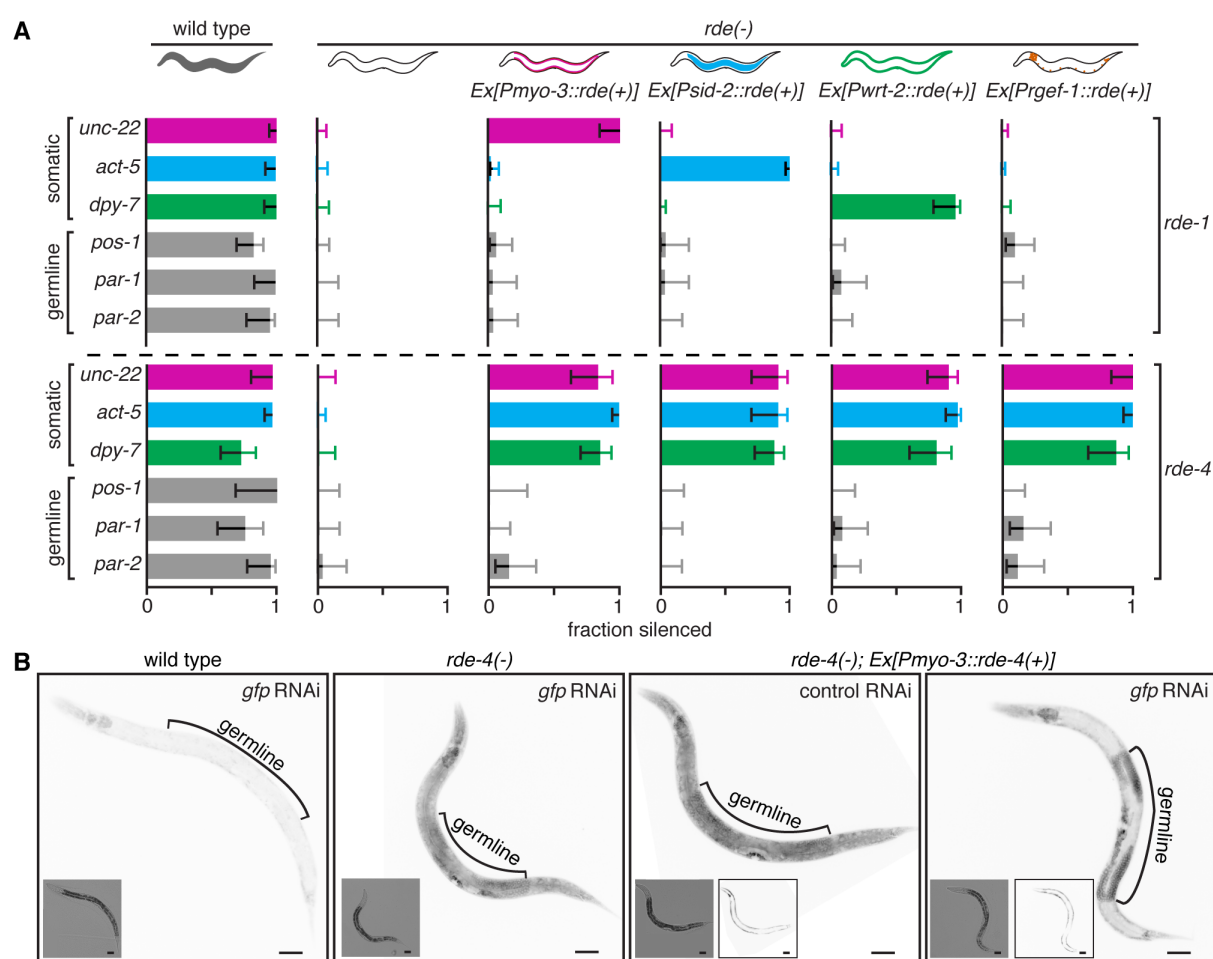 A
wild type
rde(-)
Ex[Pmyo-3::rde(+)] Ex[Psid-2::rde(+)] Ex[Pwrt-2::rde(+)] Ex[Prgef-1::rde(+)]
somatic
unc-22
act-5
dpy-7
germline
pos-1
par-1
par-2
rde-1
somatic
unc-22
act-5
dpy-7
germline
pos-1
par-1
par-2
rde-4
0 1 0 1 0 1 0 1 0 1 0 1
fraction silenced
B
wild type
rde-4(-)
rde-4(-); Ex[Pmyo-3::rde-4(+)]
gfp RNAi
gfp RNAi
control RNAi
gfp RNAi
germline
germline
germline
germline